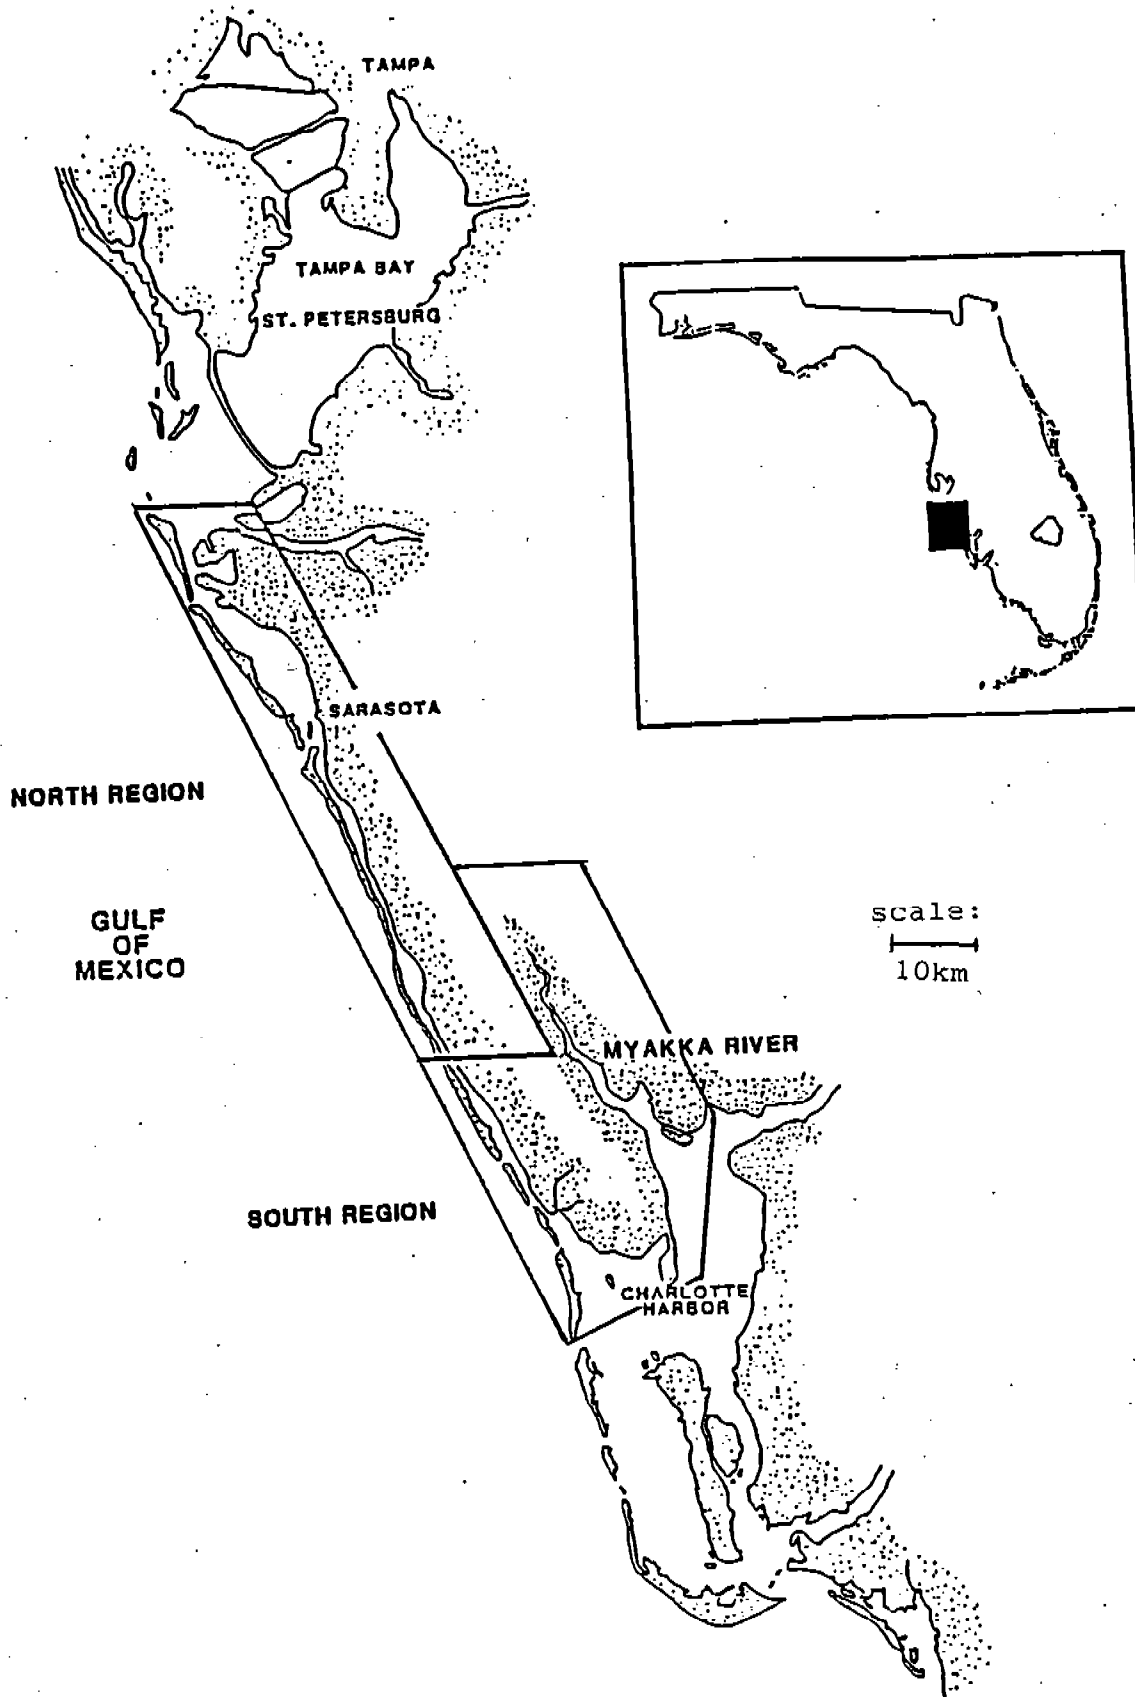 TAMPA
TAMPA BAY
ST. PETERSBURG
SARASOTA
NORTH REGION
GULF
OF
MEXICO
scale:
10km
MYAKKA RIVER
SOUTH REGION
CHARLOTTE
HARBOR